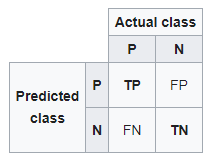 Actual class
P N
Predicted class
P TP FP
N FN TN